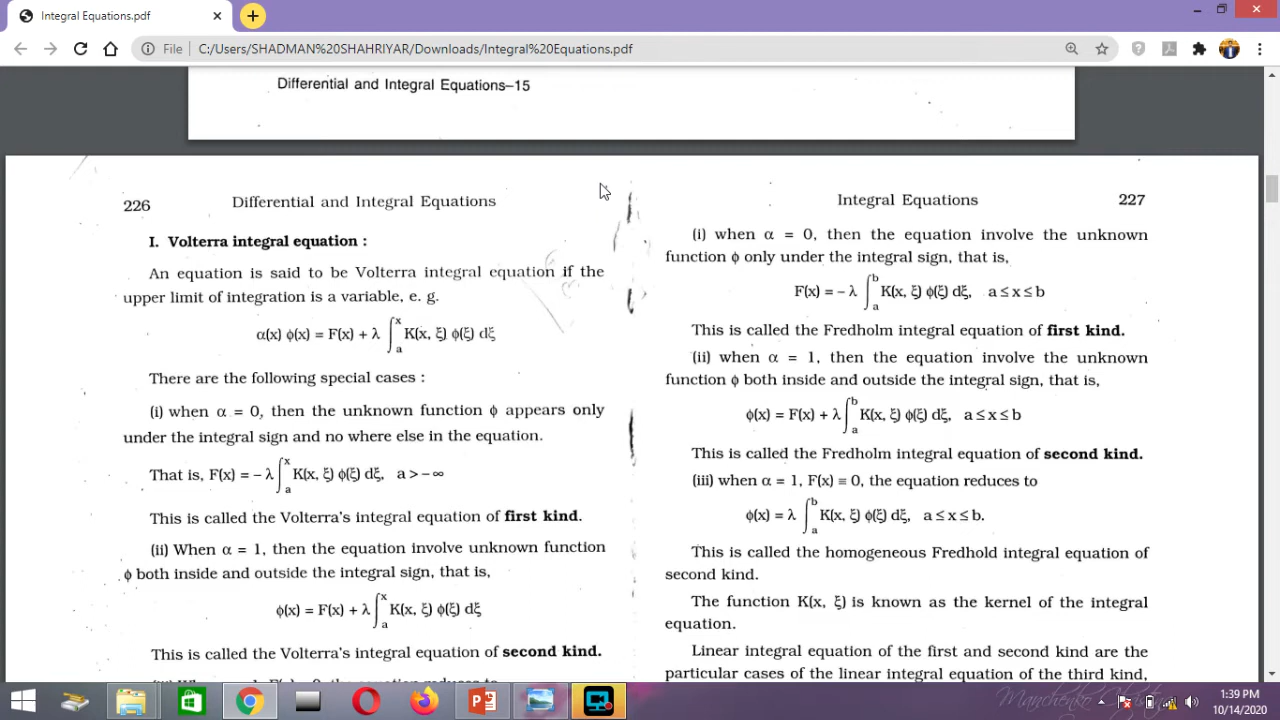 Integral Equations.pdf
File
C:/Users/SHADMAN%20SHAHRIYAR/Downloads/Integral%20Equations.pdf
Differential and Integral Equations–15
226 Differential and Integral Equations
I. Volterra integral equation :
An equation is said to be Volterra integral equation if the
upper limit of integration is a variable, e. g.
α(x) ϕ(x) = F(x) + λ ∫ₐˣ K(x, ξ) ϕ(ξ) dξ
There are the following special cases :
(i) when α = 0, then the unknown function ϕ appears only
under the integral sign and no where else in the equation.
That is, F(x) = – λ ∫ₐˣ K(x, ξ) ϕ(ξ) dξ, a > – ∞
This is called the Volterra's integral equation of first kind.
(ii) When α = 1, then the equation involve unknown function
ϕ both inside and outside the integral sign, that is,
ϕ(x) = F(x) + λ ∫ₐˣ K(x, ξ) ϕ(ξ) dξ
This is called the Volterra's integral equation of second kind.
Integral Equations 227
(i) when α = 0, then the equation involve the unknown
function ϕ only under the integral sign, that is,
F(x) = – λ ∫ₐᵇ K(x, ξ) ϕ(ξ) dξ, a ≤ x ≤ b
This is called the Fredholm integral equation of first kind.
(ii) when α = 1, then the equation involve the unknown
function ϕ both inside and outside the integral sign, that is,
ϕ(x) = F(x) + λ ∫ₐᵇ K(x, ξ) ϕ(ξ) dξ, a ≤ x ≤ b
This is called the Fredholm integral equation of second kind.
(iii) when α = 1, F(x) ≡ 0, the equation reduces to
ϕ(x) = λ ∫ₐᵇ K(x, ξ) ϕ(ξ) dξ, a ≤ x ≤ b.
This is called the homogeneous Fredhold integral equation of
second kind.
The function K(x, ξ) is known as the kernel of the integral
equation.
Linear integral equation of the first and second kind are the
particular cases of the linear integral equation of the third kind,
1:39 PM
10/14/2020